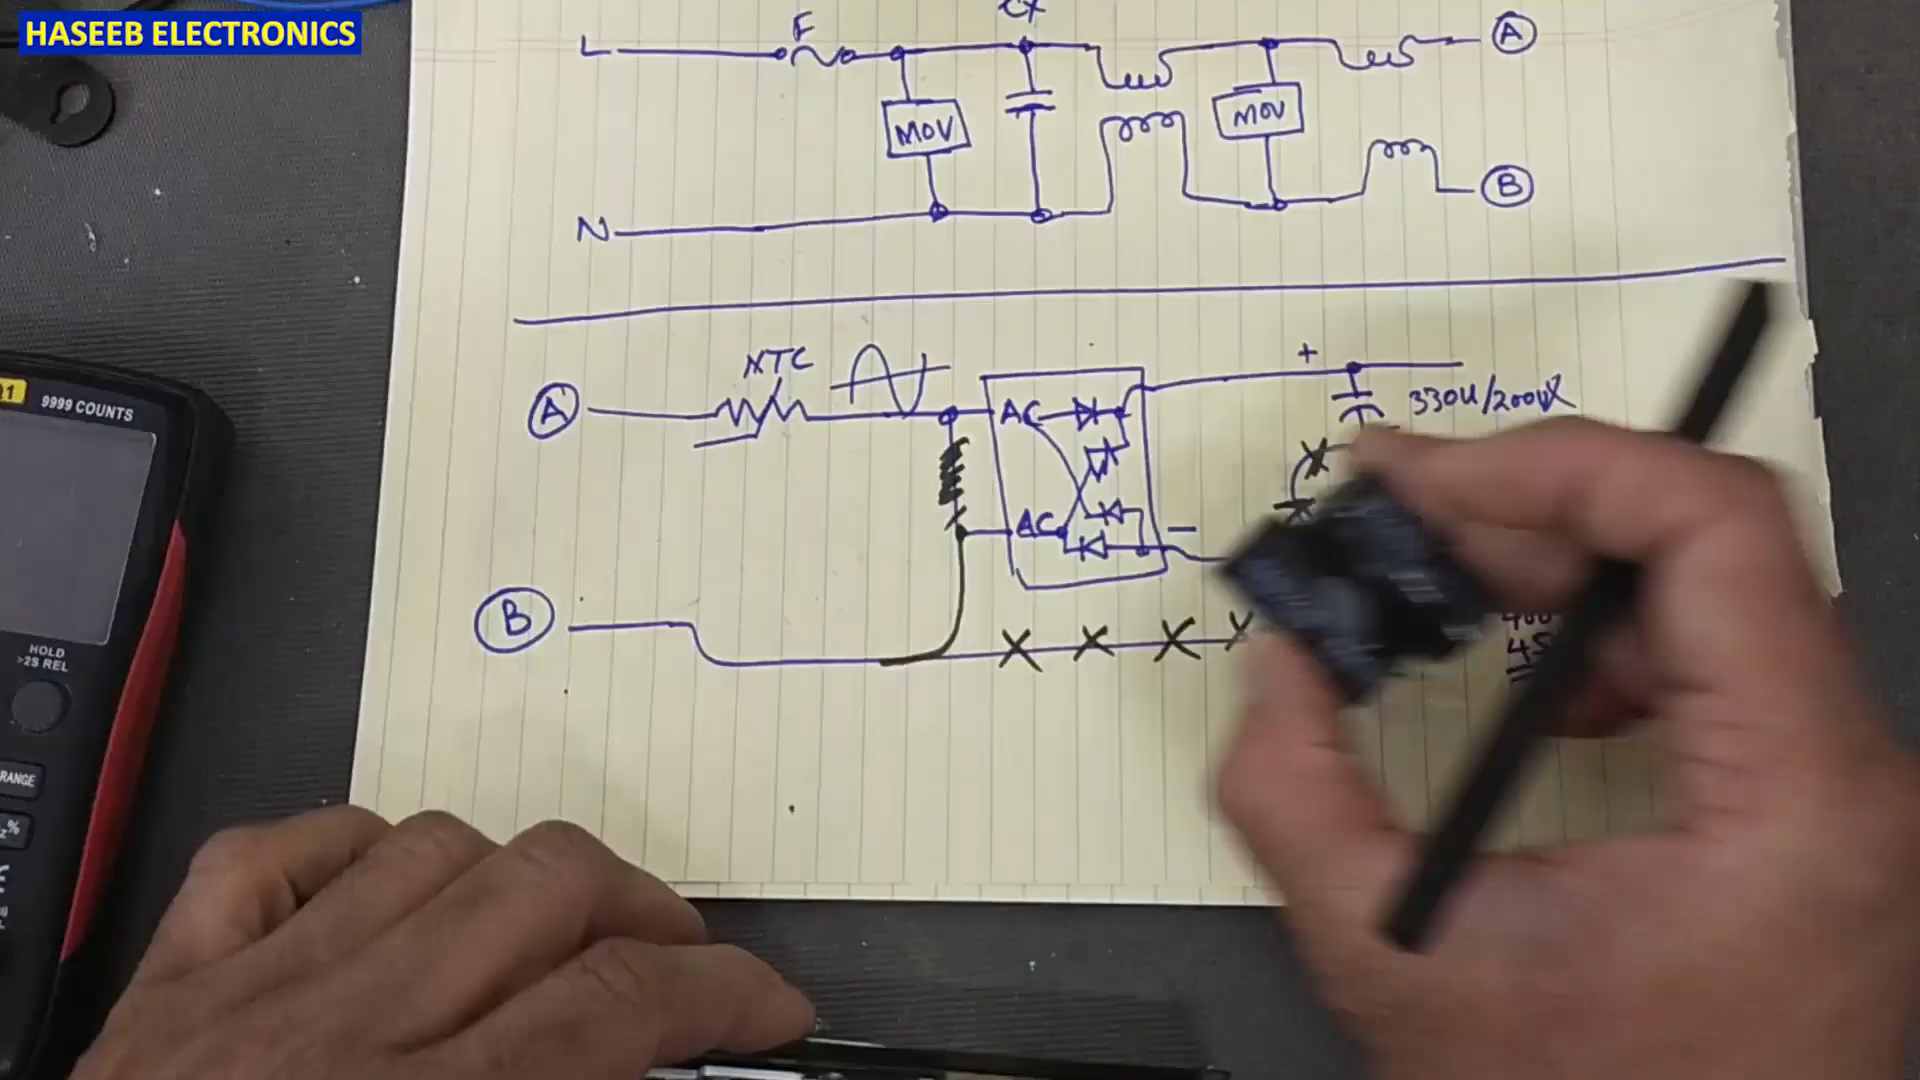 HASEEB ELECTRONICS
F
L
A
MOV
MOV
B
N
NTC
+
A
AC
330U/200V
AC
−
B
9999 COUNTS
HOLD
>2S REL
RANGE
%